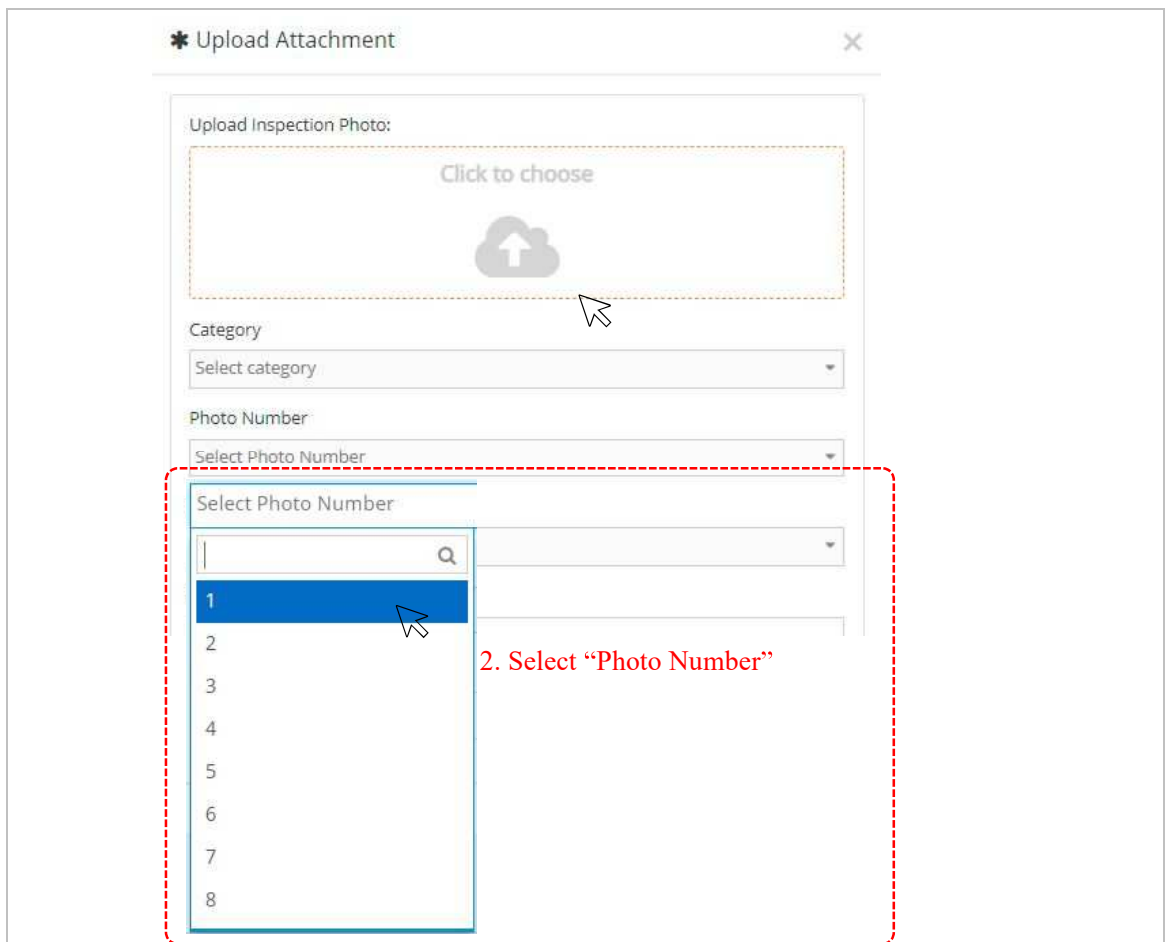 ✱ Upload Attachment ×
Upload Inspection Photo:
Click to choose
Category
Select category
Photo Number
Select Photo Number
Select Photo Number
1
2
3
4
5
6
7
8
2. Select “Photo Number”